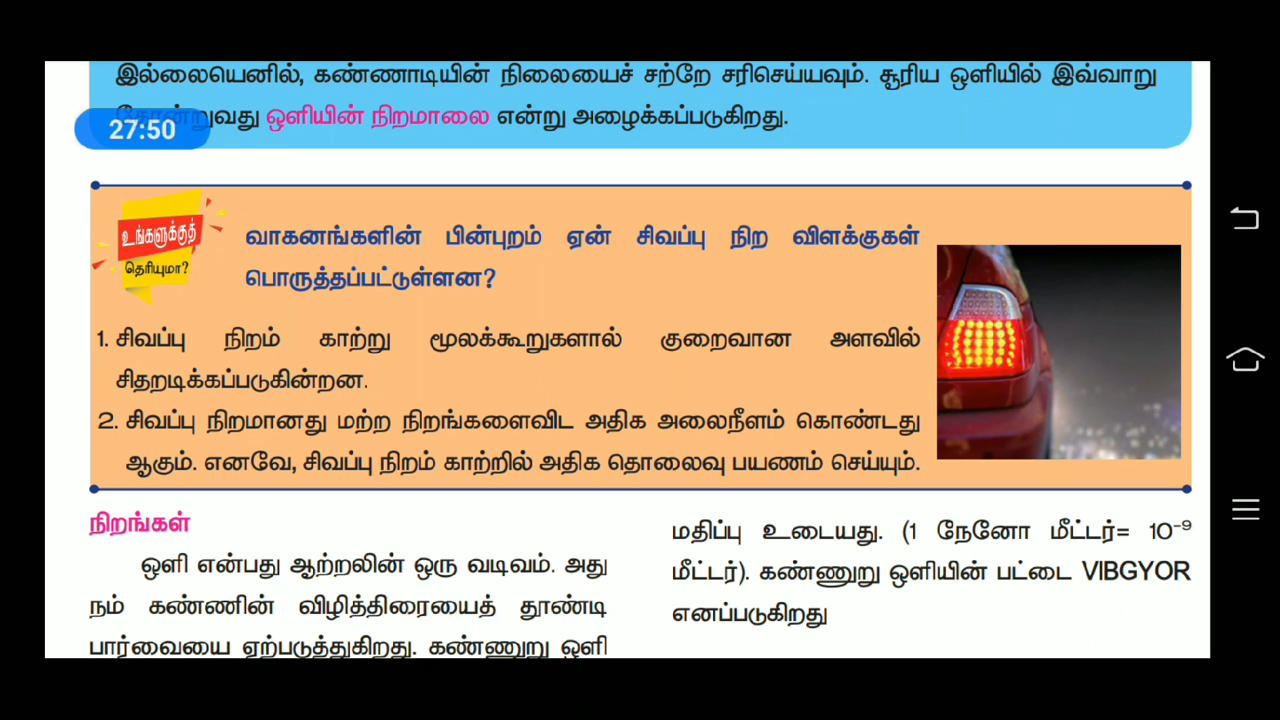 இல்லையெனில், கண்ணாடியின் நிலையைச் சற்றே சரிசெய்யவும். சூரிய ஒளியில் இவ்வாறு
தோன்றுவது ஒளியின் நிறமாலை என்று அழைக்கப்படுகிறது.
27:50
உங்களுக்குத்
தெரியுமா?
வாகனங்களின் பின்புறம் ஏன் சிவப்பு நிற விளக்குகள்
பொருத்தப்பட்டுள்ளன?
1. சிவப்பு நிறம் காற்று மூலக்கூறுகளால் குறைவான அளவில்
சிதறடிக்கப்படுகின்றன.
2. சிவப்பு நிறமானது மற்ற நிறங்களைவிட அதிக அலைநீளம் கொண்டது
ஆகும். எனவே, சிவப்பு நிறம் காற்றில் அதிக தொலைவு பயணம் செய்யும்.
நிறங்கள்
ஒளி என்பது ஆற்றலின் ஒரு வடிவம். அது
நம் கண்ணின் விழித்திரையைத் தூண்டி
பார்வையை ஏற்படுத்துகிறது. கண்ணுறு ஒளி
மதிப்பு உடையது. (1 நேனோ மீட்டர்= 10⁻⁹
மீட்டர்). கண்ணுறு ஒளியின் பட்டை VIBGYOR
எனப்படுகிறது